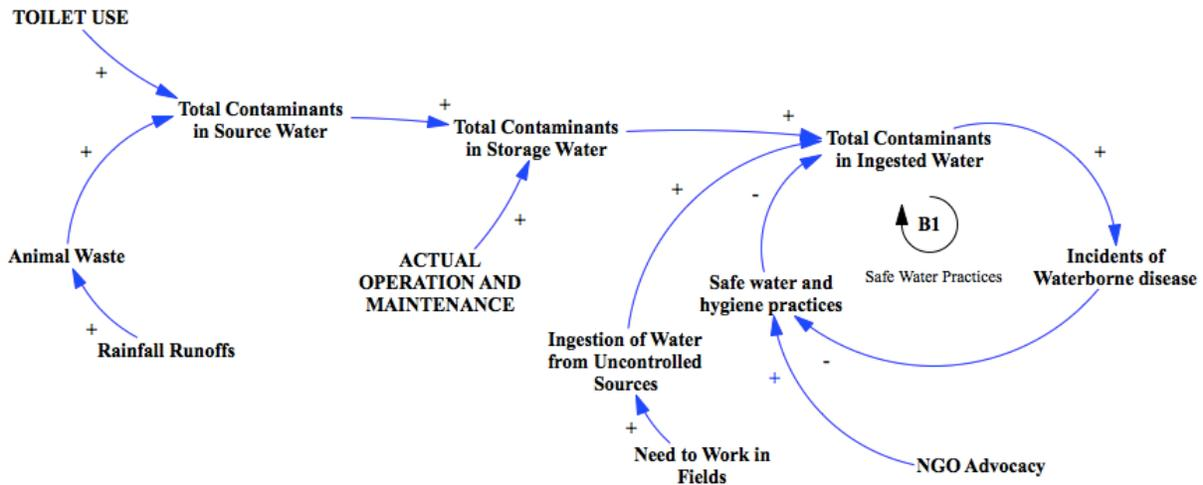 TOILET USE
+
Total Contaminants
in Source Water
+
Total Contaminants
in Storage Water
+
Total Contaminants
in Ingested Water
+
+
Animal Waste
+
Rainfall Runoffs
+
ACTUAL
OPERATION AND
MAINTENANCE
+
-
B1
Safe Water Practices
Incidents of
Waterborne disease
Safe water and
hygiene practices
-
+
Ingestion of Water
from Uncontrolled
Sources
+
Need to Work in
Fields
NGO Advocacy